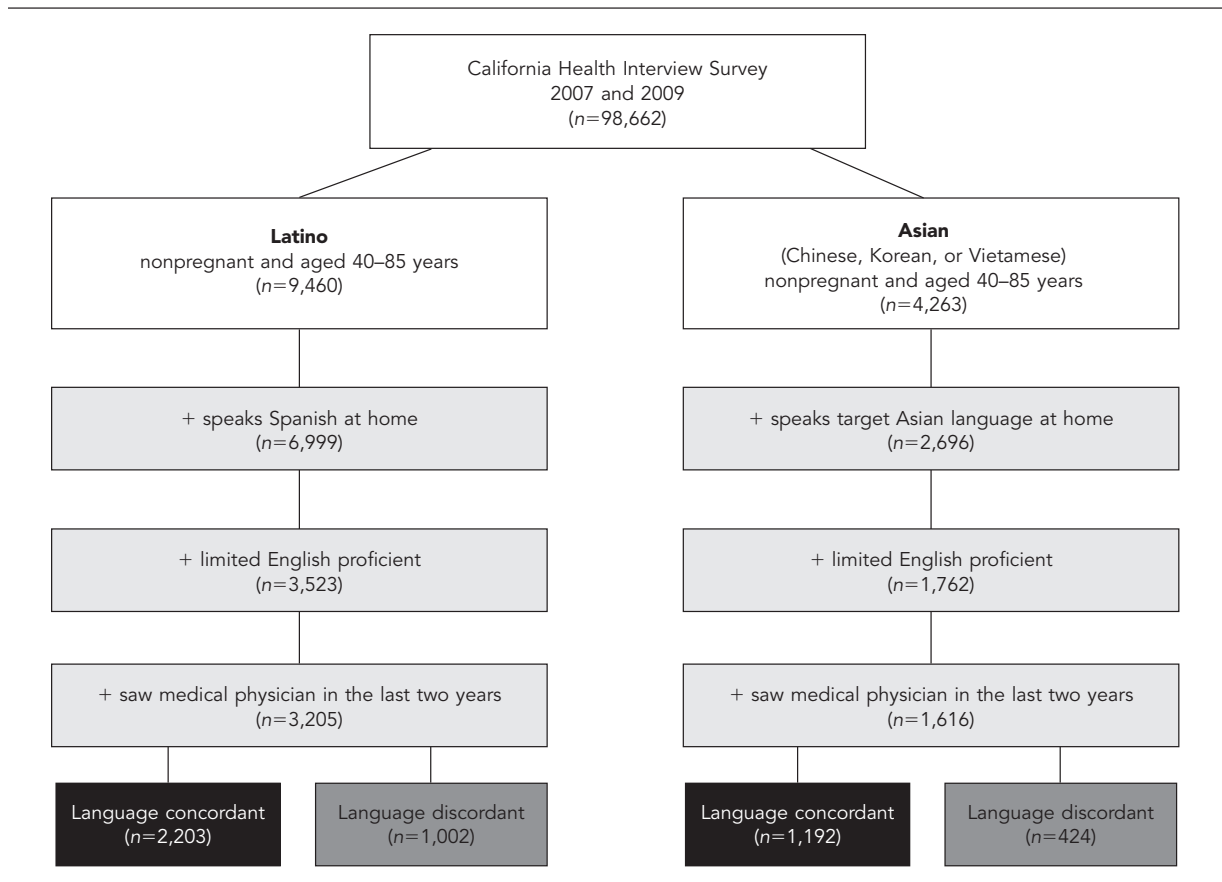 California Health Interview Survey
2007 and 2009
(n=98,662)
Latino
nonpregnant and aged 40–85 years
(n=9,460)
Asian
(Chinese, Korean, or Vietamese)
nonpregnant and aged 40–85 years
(n=4,263)
+ speaks Spanish at home
(n=6,999)
+ speaks target Asian language at home
(n=2,696)
+ limited English proficient
(n=3,523)
+ limited English proficient
(n=1,762)
+ saw medical physician in the last two years
(n=3,205)
+ saw medical physician in the last two years
(n=1,616)
Language concordant
(n=2,203)
Language discordant
(n=1,002)
Language concordant
(n=1,192)
Language discordant
(n=424)